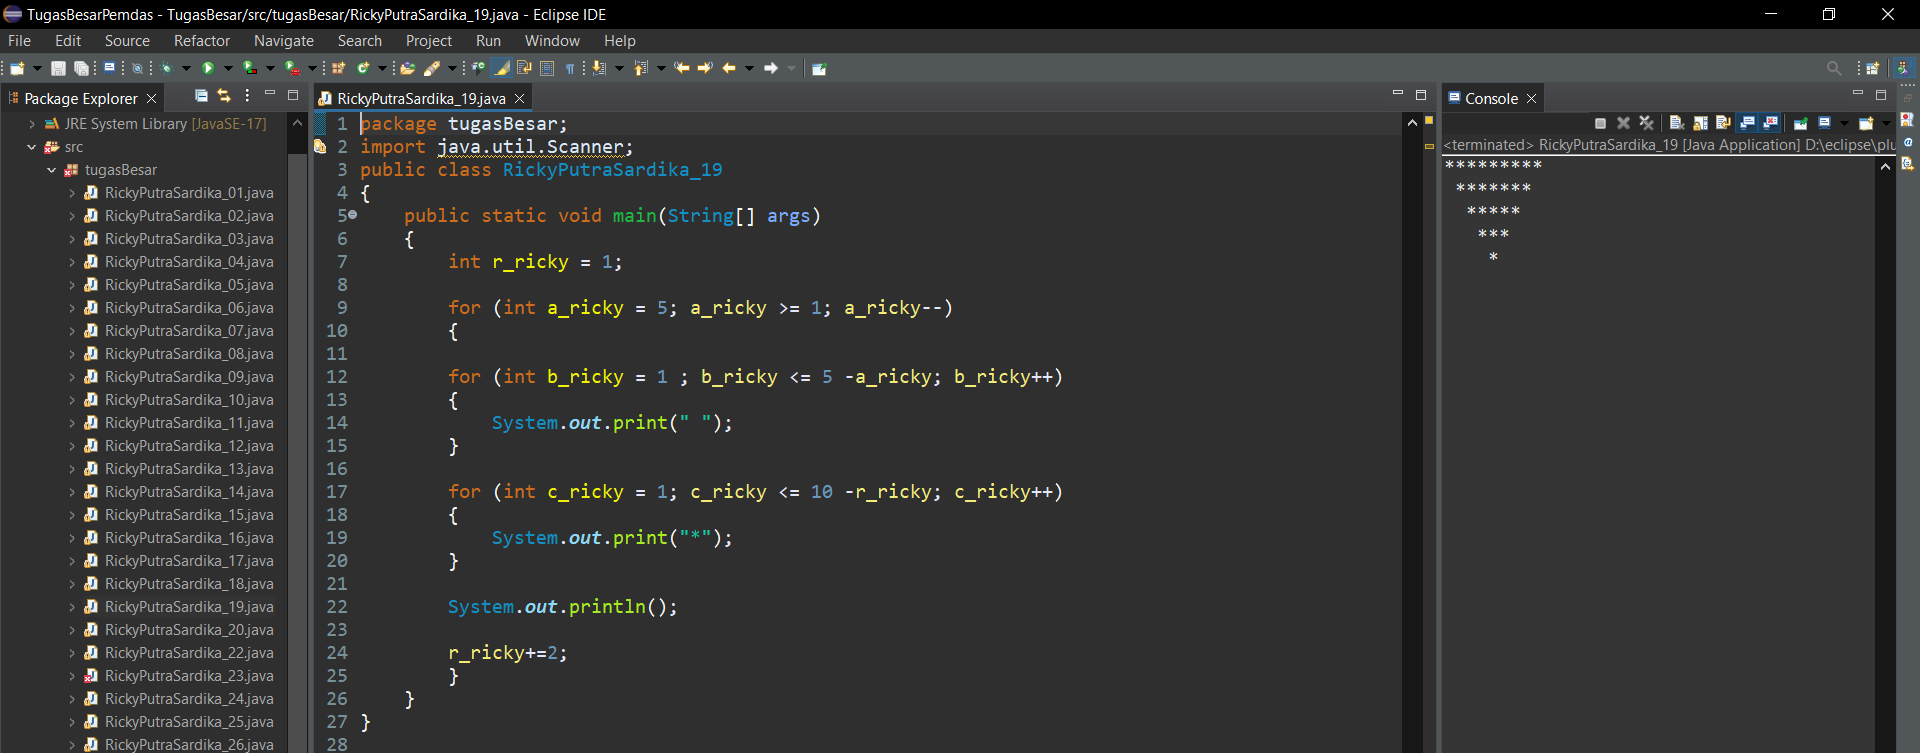 TugasBesarPemdas - TugasBesar/src/tugasBesar/RickyPutraSardika_19.java - Eclipse IDE
File Edit Source Refactor Navigate Search Project Run Window Help
Package Explorer
JRE System Library [JavaSE-17]
src
tugasBesar
RickyPutraSardika_01.java
RickyPutraSardika_02.java
RickyPutraSardika_03.java
RickyPutraSardika_04.java
RickyPutraSardika_05.java
RickyPutraSardika_06.java
RickyPutraSardika_07.java
RickyPutraSardika_08.java
RickyPutraSardika_09.java
RickyPutraSardika_10.java
RickyPutraSardika_11.java
RickyPutraSardika_12.java
RickyPutraSardika_13.java
RickyPutraSardika_14.java
RickyPutraSardika_15.java
RickyPutraSardika_16.java
RickyPutraSardika_17.java
RickyPutraSardika_18.java
RickyPutraSardika_19.java
RickyPutraSardika_20.java
RickyPutraSardika_22.java
RickyPutraSardika_23.java
RickyPutraSardika_24.java
RickyPutraSardika_25.java
RickyPutraSardika_26.java
RickyPutraSardika_19.java
1 package tugasBesar;
2 import java.util.Scanner;
3 public class RickyPutraSardika_19
4 {
5     public static void main(String[] args)
6     {
7         int r_ricky = 1;
8
9         for (int a_ricky = 5; a_ricky >= 1; a_ricky--)
10         {
11
12         for (int b_ricky = 1 ; b_ricky <= 5 -a_ricky; b_ricky++)
13         {
14             System.out.print(" ");
15         }
16
17         for (int c_ricky = 1; c_ricky <= 10 -r_ricky; c_ricky++)
18         {
19             System.out.print("*");
20         }
21
22         System.out.println();
23
24         r_ricky+=2;
25         }
26     }
27 }
28
Console
<terminated> RickyPutraSardika_19 [Java Application] D:\eclipse\plu
*********
 *******
  *****
   ***
    *